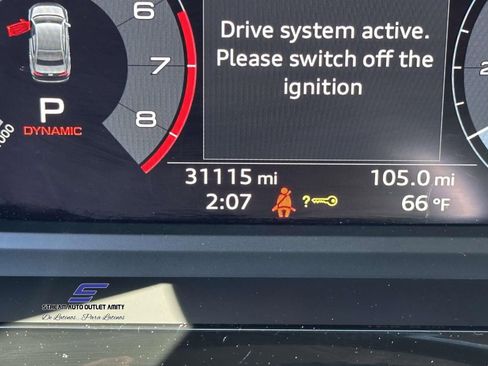 Drive system active.
Please switch off the
ignition
6
7
8
P
DYNAMIC
31115 mi
105.0 mi
2:07
?
66 °F
STREAM AUTO OUTLET AMITY
De Latinos... Para Latinos